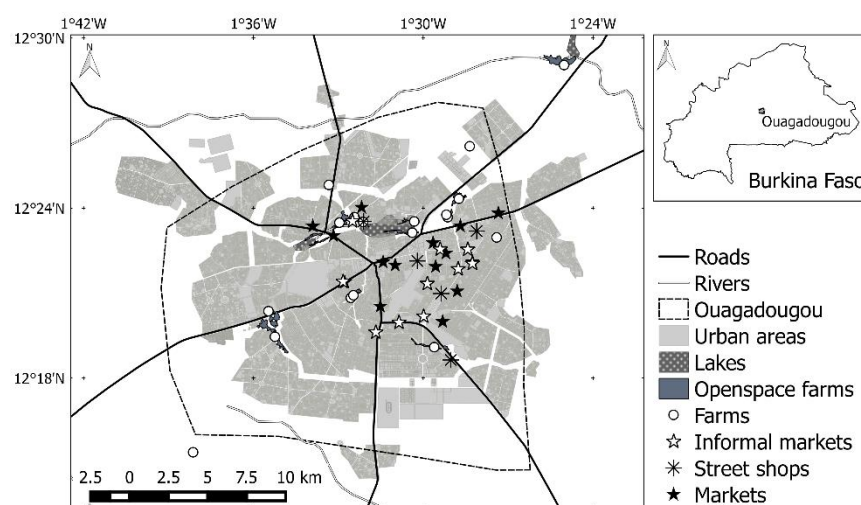 1°42'W 1°36'W 1°30'W 1°24'W
12°30'N
12°24'N
12°18'N
N
2.5 0 2.5 5 7.5 10 km
N
Ouagadougou
Burkina Faso
Roads
Rivers
Ouagadougou
Urban areas
Lakes
Openspace farms
Farms
Informal markets
Street shops
Markets